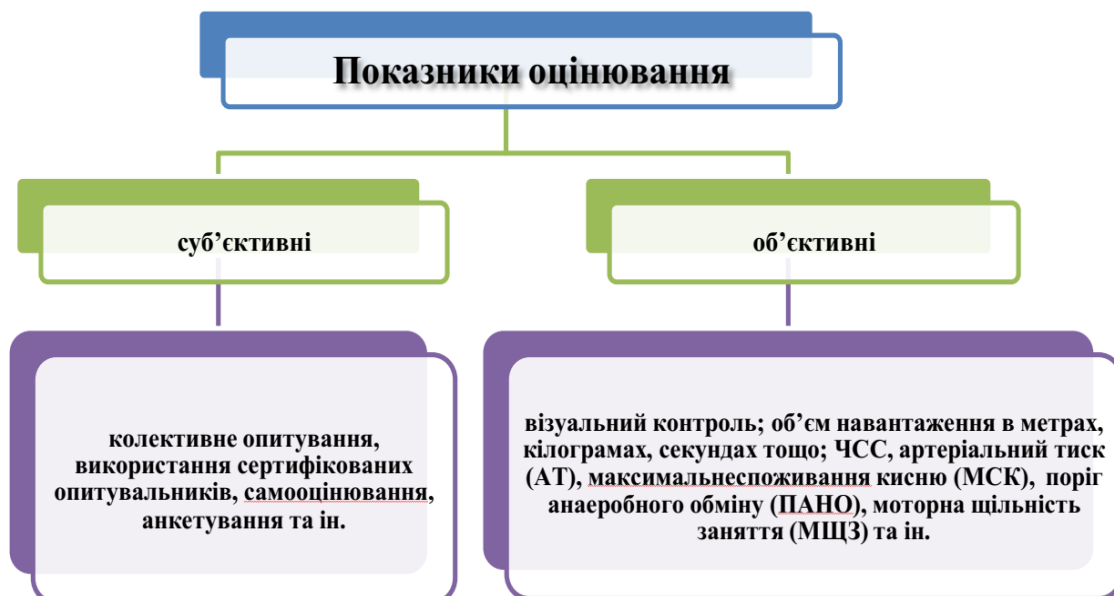 Показники оцінювання
суб’єктивні
об’єктивні
колективне опитування,
використання сертифікованих
опитувальників, самооцінювання,
анкетування та ін.
візуальний контроль; об’єм навантаження в метрах,
кілограмах, секундах тощо; ЧСС, артеріальний тиск
(АТ), максимальнеспоживання кисню (МСК), поріг
анаеробного обміну (ПАНО), моторна щільність
заняття (МЩЗ) та ін.